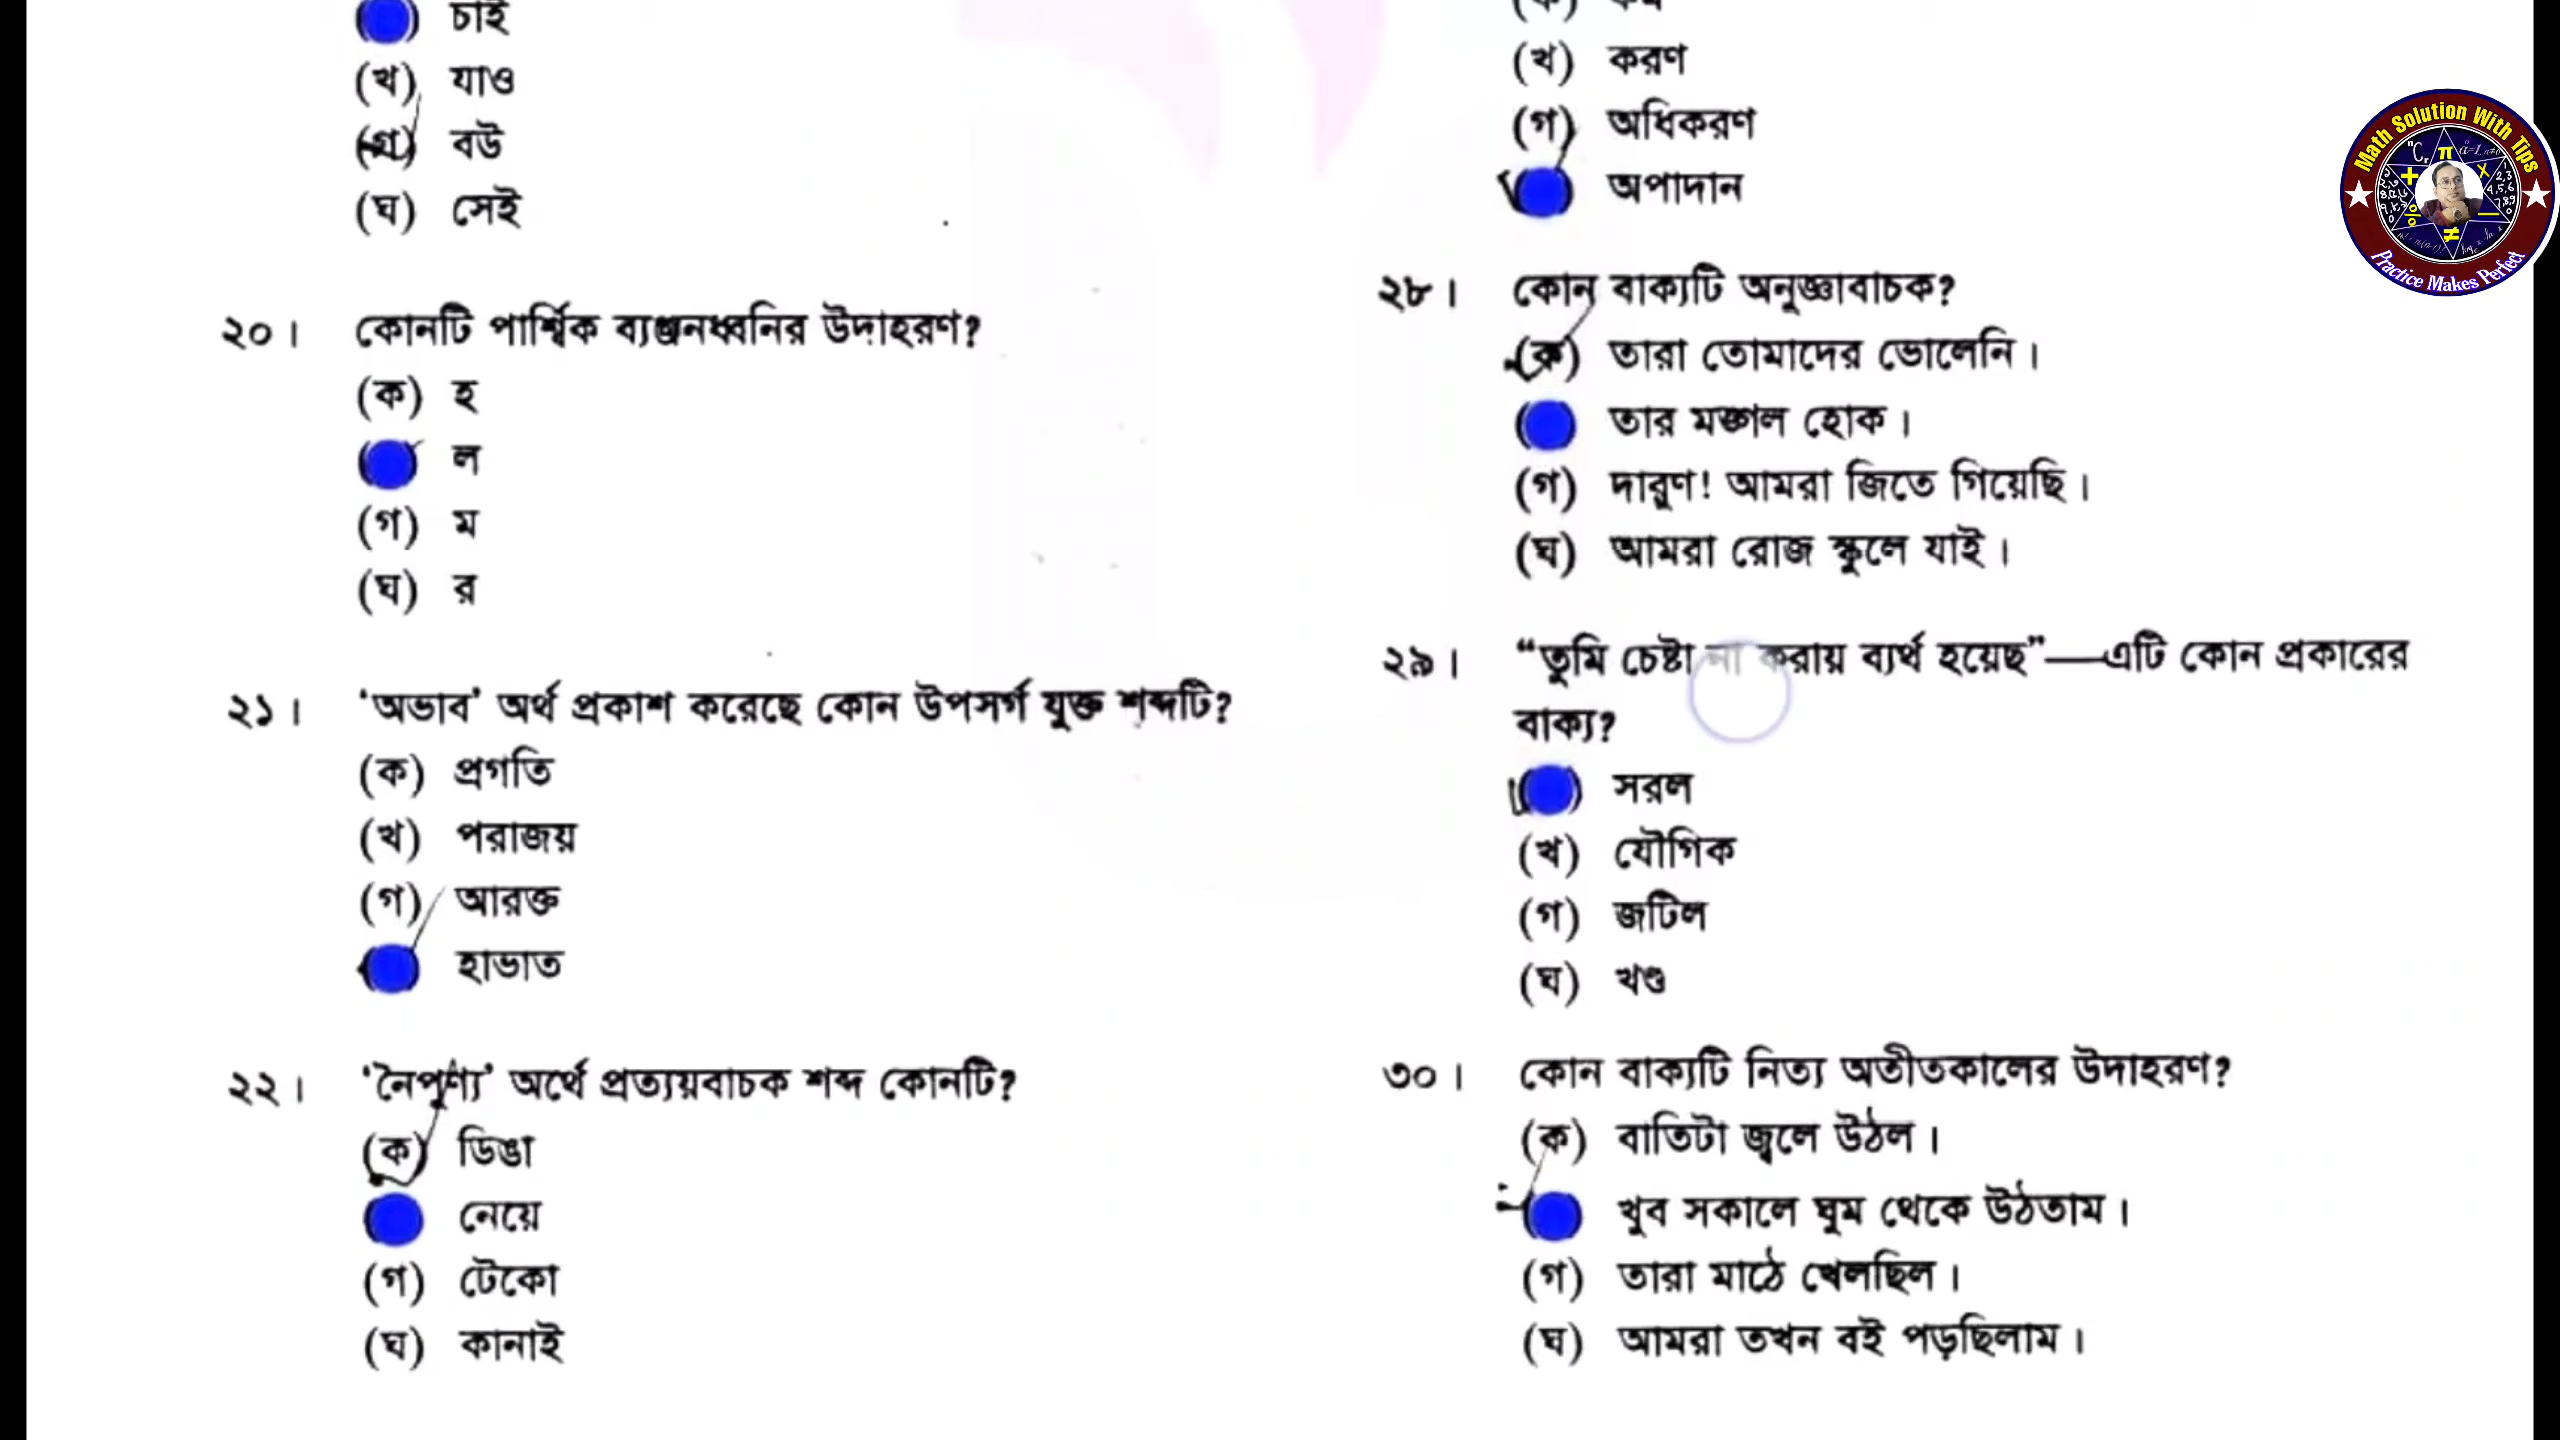 চাই
(খ) যাও
(গ) বউ
(ঘ) সেই
২০। কোনটি পার্শ্বিক ব্যঞ্জনধ্বনির উদাহরণ?
(ক) হ
ল
(গ) ম
(ঘ) র
২১। ‘অভাব’ অর্থ প্রকাশ করেছে কোন উপসর্গ যুক্ত শব্দটি?
(ক) প্রগতি
(খ) পরাজয়
(গ) আরক্ত
হাভাত
২২। ‘নৈপুণ্য’ অর্থে প্রত্যয়বাচক শব্দ কোনটি?
(ক) ডিঙা
নেয়ে
(গ) টেকো
(ঘ) কানাই
(খ) করণ
(গ) অধিকরণ
অপাদান
২৮। কোন বাক্যটি অনুজ্ঞাবাচক?
(ক) তারা তোমাদের ভোলেনি।
তার মঙ্গল হোক।
(গ) দারুণ! আমরা জিতে গিয়েছি।
(ঘ) আমরা রোজ স্কুলে যাই।
২৯। “তুমি চেষ্টা না করায় ব্যর্থ হয়েছ”—এটি কোন প্রকারের
বাক্য?
সরল
(খ) যৌগিক
(গ) জটিল
(ঘ) খণ্ড
৩০। কোন বাক্যটি নিত্য অতীতকালের উদাহরণ?
(ক) বাতিটা জ্বলে উঠল।
খুব সকালে ঘুম থেকে উঠতাম।
(গ) তারা মাঠে খেলছিল।
(ঘ) আমরা তখন বই পড়ছিলাম।
Math Solution With Tips
Practice Makes Perfect